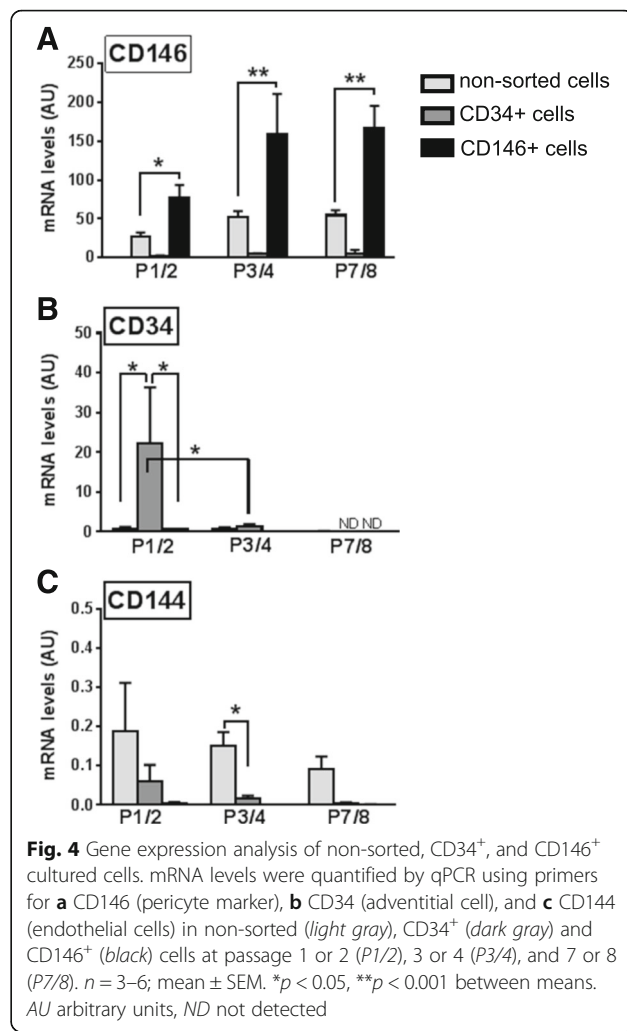 A
CD146
mRNA levels (AU)
250
200
150
100
50
0
*
**
**
P1/2
P3/4
P7/8
non-sorted cells
CD34+ cells
CD146+ cells
B
CD34
mRNA levels (AU)
50
40
30
20
10
0
* *
*
ND ND
P1/2
P3/4
P7/8
C
CD144
mRNA levels (AU)
0.5
0.4
0.3
0.2
0.1
0.0
*
P1/2
P3/4
P7/8
Fig. 4 Gene expression analysis of non-sorted, CD34⁺, and CD146⁺
cultured cells. mRNA levels were quantified by qPCR using primers
for a CD146 (pericyte marker), b CD34 (adventitial cell), and c CD144
(endothelial cells) in non-sorted (light gray), CD34⁺ (dark gray) and
CD146⁺ (black) cells at passage 1 or 2 (P1/2), 3 or 4 (P3/4), and 7 or 8
(P7/8). n = 3–6; mean ± SEM. *p < 0.05, **p < 0.001 between means.
AU arbitrary units, ND not detected